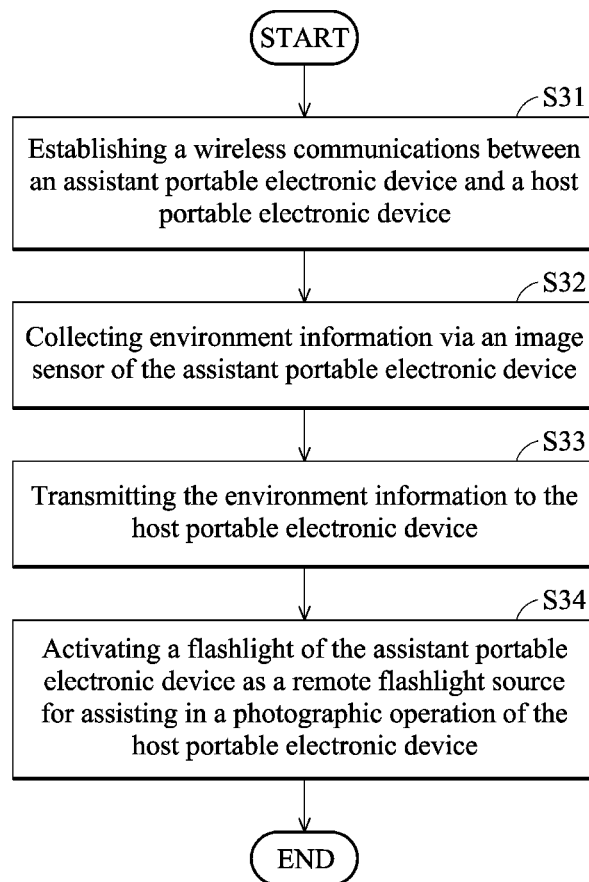 START
S31
Establishing a wireless communications between
an assistant portable electronic device and a host
portable electronic device
S32
Collecting environment information via an image
sensor of the assistant portable electronic device
S33
Transmitting the environment information to the
host portable electronic device
S34
Activating a flashlight of the assistant portable
electronic device as a remote flashlight source
for assisting in a photographic operation of the
host portable electronic device
END